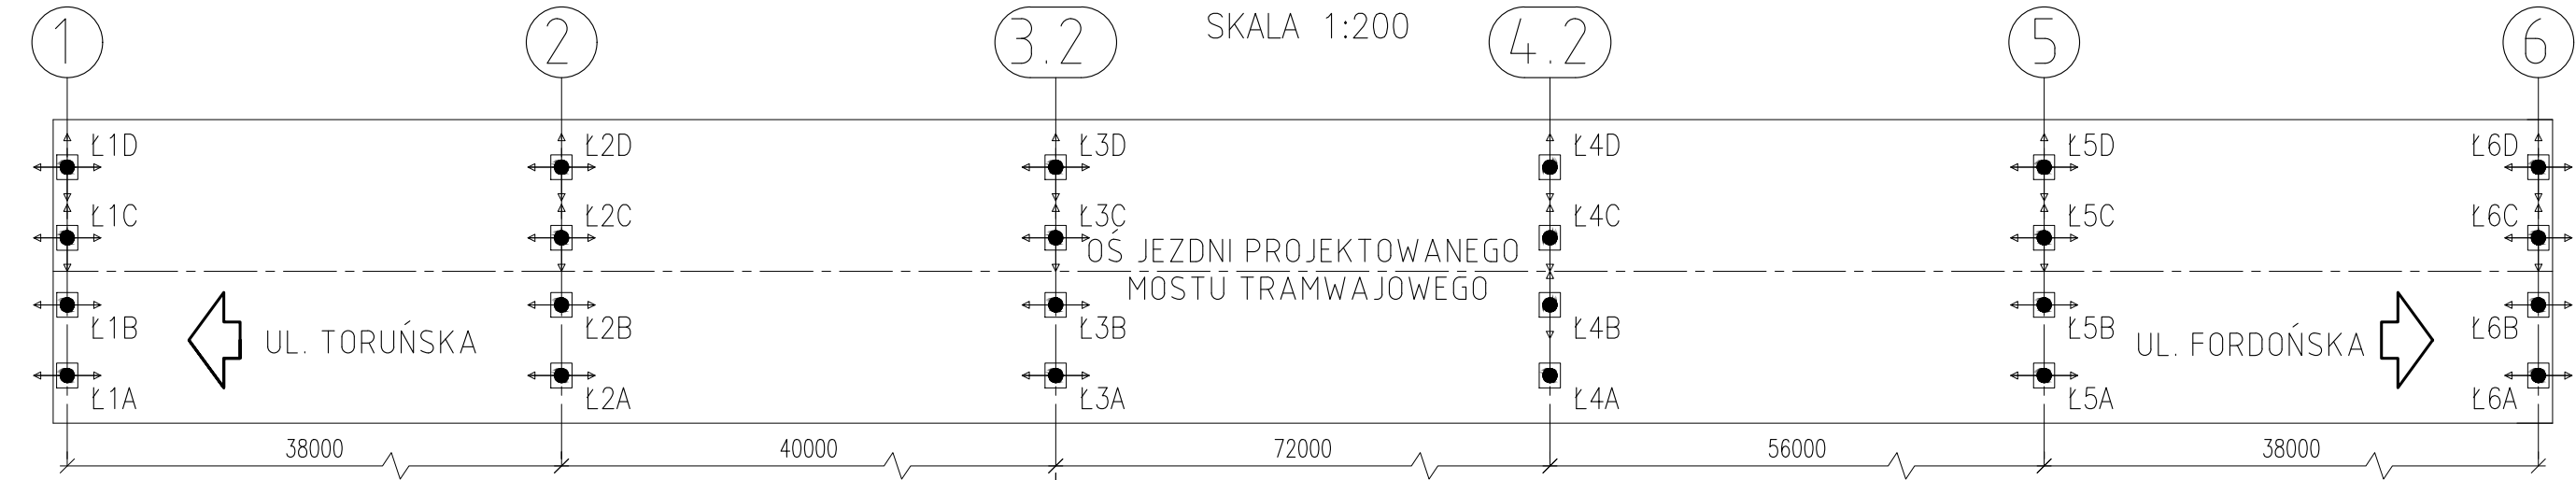 SKALA 1:200
1 2 3.2 4.2 5 6
Ł1D Ł2D Ł3D Ł4D Ł5D Ł6D
Ł1C Ł2C Ł3C Ł4C Ł5C Ł6C
OŚ JEZDNI PROJEKTOWANEGO
MOSTU TRAMWAJOWEGO
Ł1B Ł2B Ł3B Ł4B Ł5B Ł6B
UL. TORUŃSKA UL. FORDOŃSKA
Ł1A Ł2A Ł3A Ł4A Ł5A Ł6A
38000 40000 72000 56000 38000